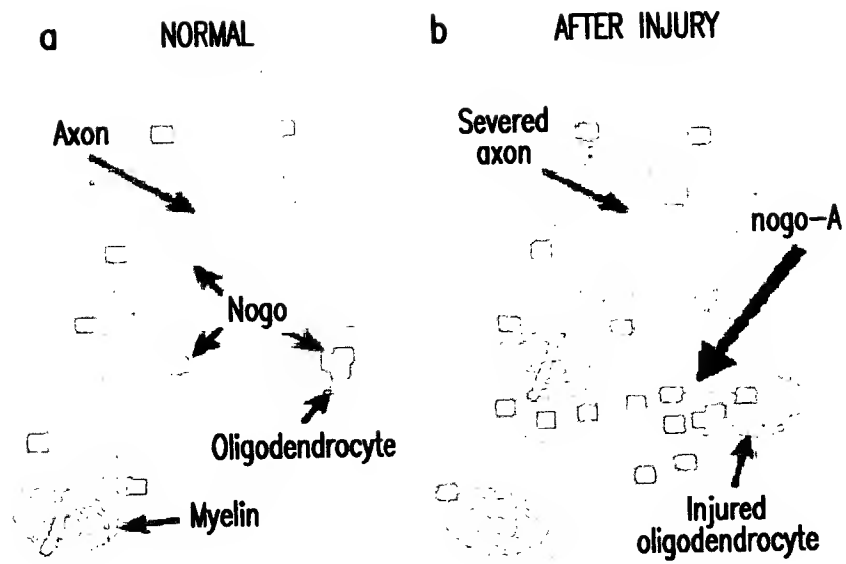 a
NORMAL
Axon
Nogo
Oligodendrocyte
Myelin
b
AFTER INJURY
Severed
axon
nogo-A
Injured
oligodendrocyte